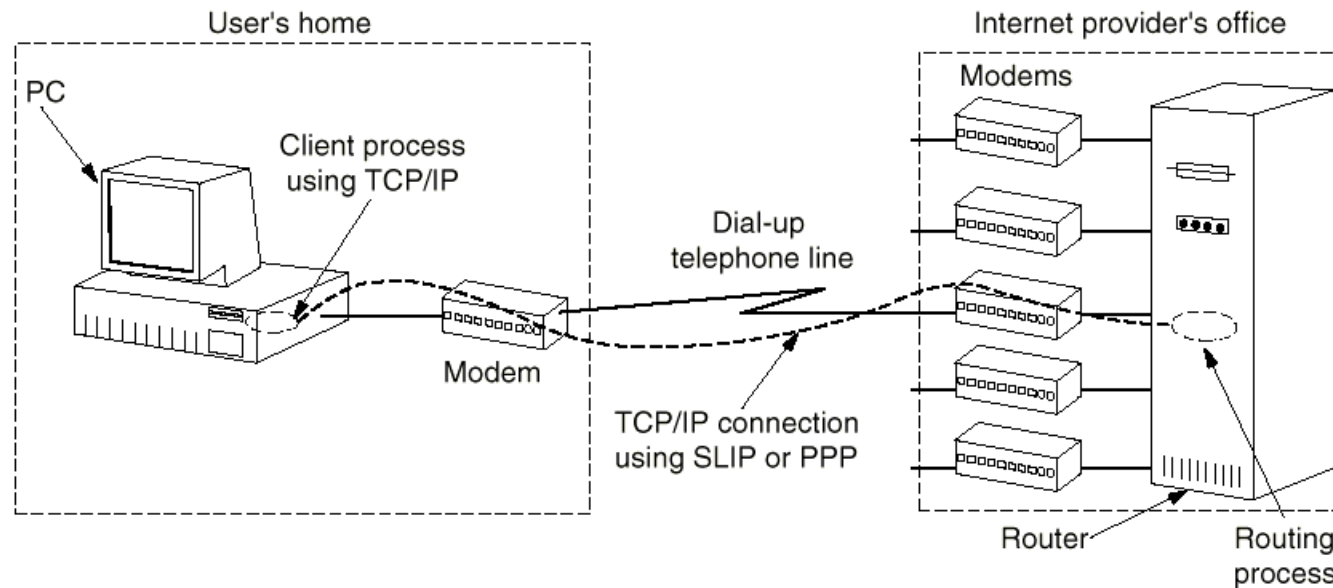 User's home
Internet provider's office
PC
Client process
using TCP/IP
Modems
Dial-up
telephone line
Modem
TCP/IP connection
using SLIP or PPP
Router
Routing
process